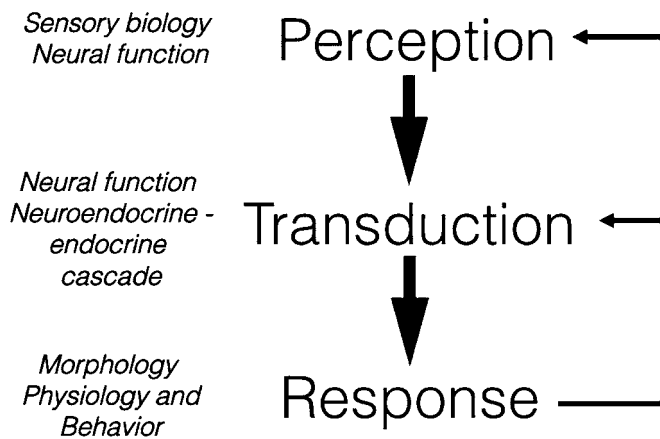 Sensory biology
Neural function
Perception
Neural function
Neuroendocrine -
endocrine
cascade
Transduction
Morphology
Physiology and
Behavior
Response